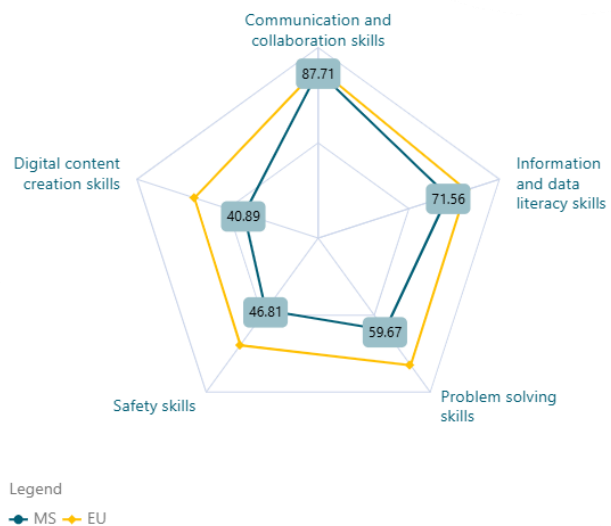 Communication and
collaboration skills
87.71
Digital content
creation skills
Information
and data
literacy skills
71.56
40.89
46.81
59.67
Safety skills
Problem solving
skills
Legend
MS EU